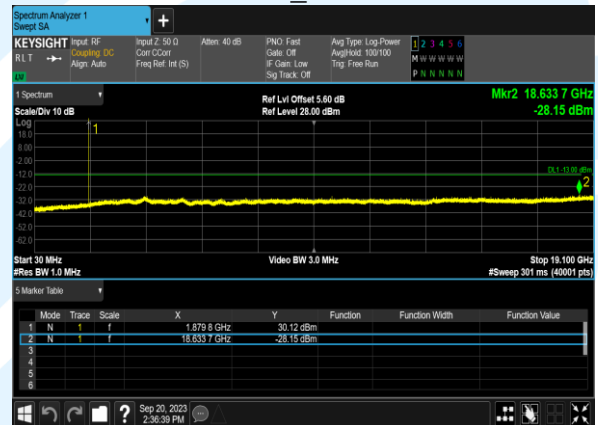 Spectrum Analyzer 1
Swept SA
KEYSIGHT Input: RF Input Z: 50 Ω Atten: 40 dB PNO: Fast Avg Type: Log-Power 1 2 3 4 5 6
R L T Coupling: DC Corr CCorr Gate: Off Avg|Hold: 100/100 M W W W W W
Align: Auto Freq Ref: Int (S) IF Gain: Low Trig: Free Run
Sig Track: Off P N N N N N
LV
1 Spectrum Ref Lvl Offset 5.60 dB Mkr2 18.633 7 GHz
Scale/Div 10 dB Ref Level 28.00 dBm -28.15 dBm
Log
1
18.0
8.00
-2.00
-12.0 DL1 -13.00 dBm
-22.0 2
-32.0
-42.0
-52.0
-62.0
Start 30 MHz Video BW 3.0 MHz Stop 19.100 GHz
#Res BW 1.0 MHz #Sweep 301 ms (40001 pts)
5 Marker Table
Mode Trace Scale X Y Function Function Width Function Value
1 N 1 f 1.879 8 GHz 30.12 dBm
2 N 1 f 18.633 7 GHz -28.15 dBm
3
4
5
6
? Sep 20, 2023
2:36:39 PM